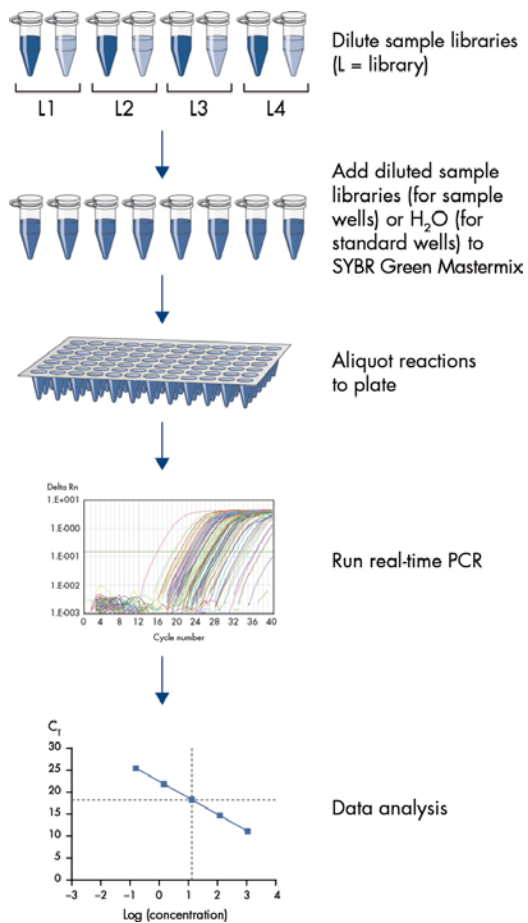 Dilute sample libraries
(L = library)
L1 L2 L3 L4
Add diluted sample
libraries (for sample
wells) or H₂O (for
standard wells) to
SYBR Green Mastermix
Aliquot reactions
to plate
Delta Rn
1.E+001
1.E-000
1.E-001
1.E-002
1.E-003
0 4 8 12 16 20 24 28 32 36 40
Cycle number
Run real-time PCR
C_T
30
25
20
15
10
5
0
−3 −2 −1 0 1 2 3 4
Log (concentration)
Data analysis